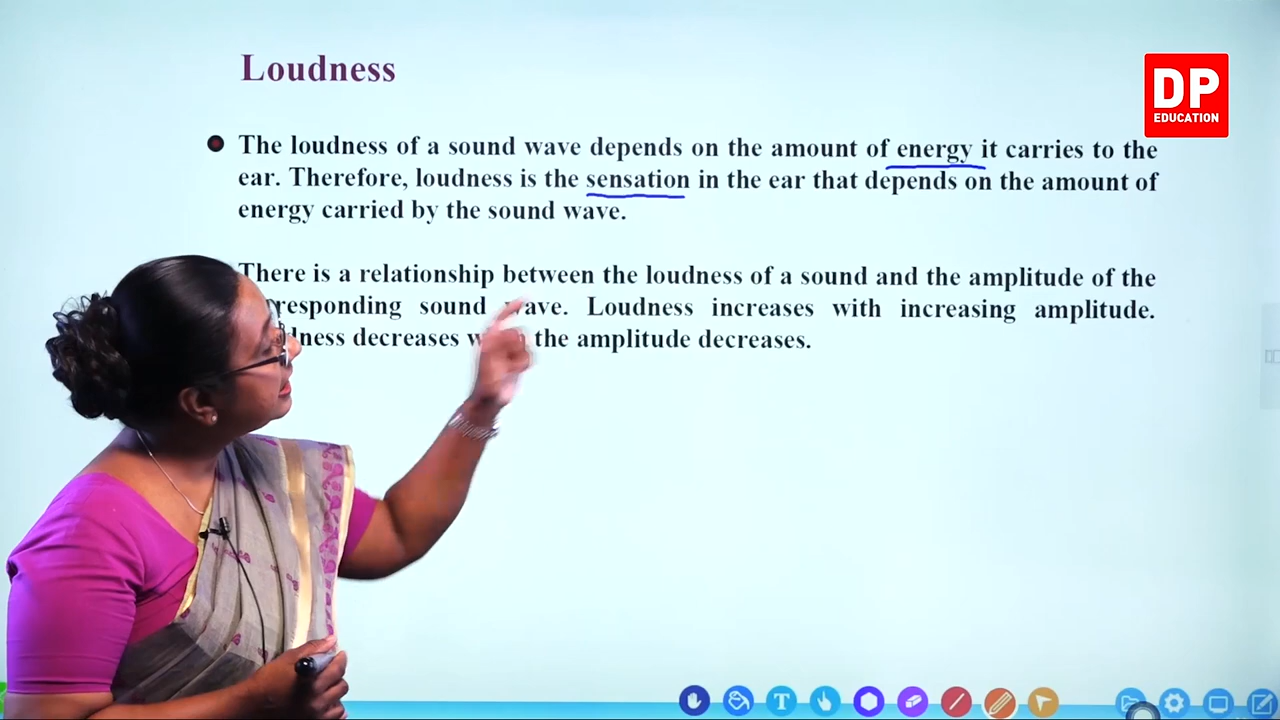 Loudness
DP
EDUCATION
The loudness of a sound wave depends on the amount of energy it carries to the
ear. Therefore, loudness is the sensation in the ear that depends on the amount of
energy carried by the sound wave.
There is a relationship between the loudness of a sound and the amplitude of the
sound wave. Loudness increases with increasing amplitude.
decreases the amplitude decreases.
T